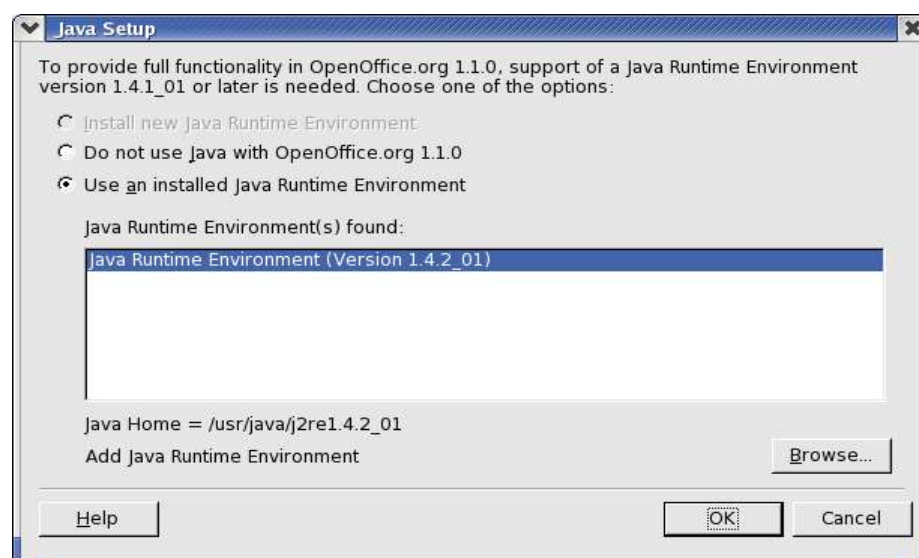 Java Setup
To provide full functionality in OpenOffice.org 1.1.0, support of a Java Runtime Environment
version 1.4.1_01 or later is needed. Choose one of the options:
Install new Java Runtime Environment
Do not use Java with OpenOffice.org 1.1.0
Use an installed Java Runtime Environment
Java Runtime Environment(s) found:
Java Runtime Environment (Version 1.4.2_01)
Java Home = /usr/java/j2re1.4.2_01
Add Java Runtime Environment
Browse...
Help
OK
Cancel